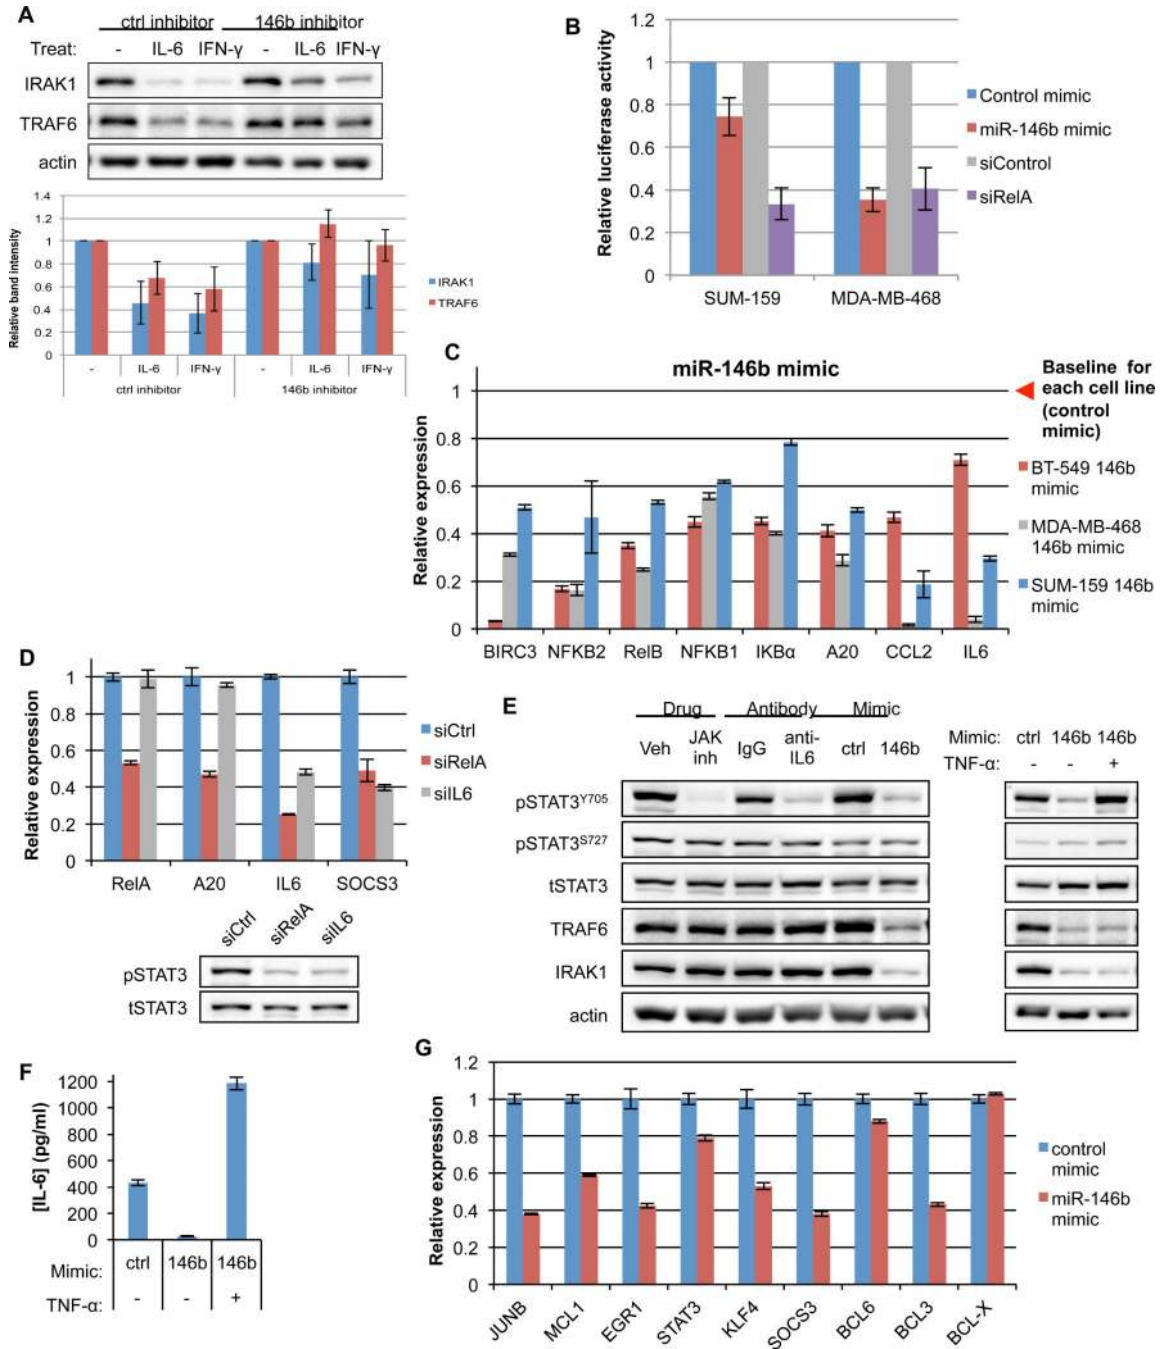 A
ctrl inhibitor 146b inhibitor
Treat: - IL-6 IFN-γ - IL-6 IFN-γ
IRAK1
TRAF6
actin
Relative band intensity
1.4
1.2
1
0.8
0.6
0.4
0.2
0
IRAK1
TRAF6
- IL-6 IFN-γ - IL-6 IFN-γ
ctrl inhibitor 146b inhibitor
B
Relative luciferase activity
1.2
1
0.8
0.6
0.4
0.2
0
SUM-159 MDA-MB-468
Control mimic
miR-146b mimic
siControl
siRelA
C
miR-146b mimic
Relative expression
1
0.8
0.6
0.4
0.2
0
BIRC3 NFKB2 RelB NFKB1 IKBα A20 CCL2 IL6
Baseline for
each cell line
(control
mimic)
BT-549 146b
mimic
MDA-MB-468
146b mimic
SUM-159 146b
mimic
D
Relative expression
1
0.8
0.6
0.4
0.2
0
RelA A20 IL6 SOCS3
siCtrl
siRelA
siIL6
siCtrl siRelA siIL6
pSTAT3
tSTAT3
E
Drug Antibody Mimic
Veh JAK inh IgG anti-IL6 ctrl 146b
pSTAT3Y705
pSTAT3S727
tSTAT3
TRAF6
IRAK1
actin
Mimic: ctrl 146b 146b
TNF-α: - - +
F
[IL-6] (pg/ml)
1200
1000
800
600
400
200
0
Mimic: ctrl 146b 146b
TNF-α: - - +
G
Relative expression
1.2
1
0.8
0.6
0.4
0.2
0
JUNB MCL1 EGR1 STAT3 KLF4 SOCS3 BCL6 BCL3 BCL-X
control
mimic
miR-146b
mimic